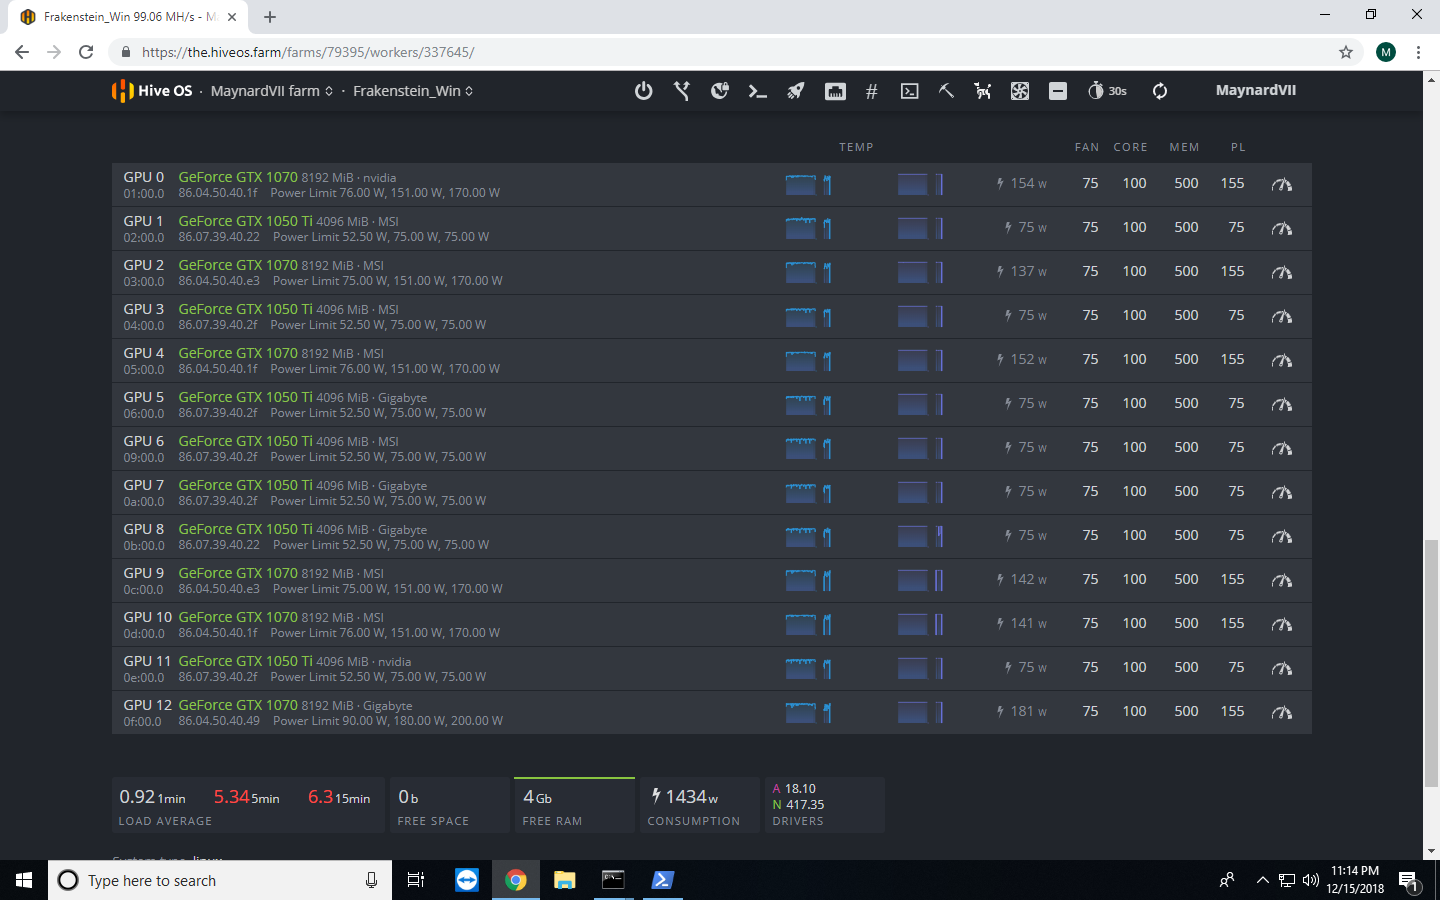 Frakenstein_Win 99.06 MH/s - M
https://the.hiveos.farm/farms/79395/workers/337645/
M
Hive OS · MaynardVII farm · Frakenstein_Win
#
30s
MaynardVII
TEMP FAN CORE MEM PL
GPU 0 GeForce GTX 1070 8192 MiB · nvidia
01:00.0 86.04.50.40.1f Power Limit 76.00 W, 151.00 W, 170.00 W
154 W 75 100 500 155
GPU 1 GeForce GTX 1050 Ti 4096 MiB · MSI
02:00.0 86.07.39.40.22 Power Limit 52.50 W, 75.00 W, 75.00 W
75 W 75 100 500 75
GPU 2 GeForce GTX 1070 8192 MiB · MSI
03:00.0 86.04.50.40.e3 Power Limit 75.00 W, 151.00 W, 170.00 W
137 W 75 100 500 155
GPU 3 GeForce GTX 1050 Ti 4096 MiB · MSI
04:00.0 86.07.39.40.2f Power Limit 52.50 W, 75.00 W, 75.00 W
75 W 75 100 500 75
GPU 4 GeForce GTX 1070 8192 MiB · MSI
05:00.0 86.04.50.40.1f Power Limit 76.00 W, 151.00 W, 170.00 W
152 W 75 100 500 155
GPU 5 GeForce GTX 1050 Ti 4096 MiB · Gigabyte
06:00.0 86.07.39.40.2f Power Limit 52.50 W, 75.00 W, 75.00 W
75 W 75 100 500 75
GPU 6 GeForce GTX 1050 Ti 4096 MiB · MSI
09:00.0 86.07.39.40.2f Power Limit 52.50 W, 75.00 W, 75.00 W
75 W 75 100 500 75
GPU 7 GeForce GTX 1050 Ti 4096 MiB · Gigabyte
0a:00.0 86.07.39.40.2f Power Limit 52.50 W, 75.00 W, 75.00 W
75 W 75 100 500 75
GPU 8 GeForce GTX 1050 Ti 4096 MiB · Gigabyte
0b:00.0 86.07.39.40.22 Power Limit 52.50 W, 75.00 W, 75.00 W
75 W 75 100 500 75
GPU 9 GeForce GTX 1070 8192 MiB · MSI
0c:00.0 86.04.50.40.e3 Power Limit 75.00 W, 151.00 W, 170.00 W
142 W 75 100 500 155
GPU 10 GeForce GTX 1070 8192 MiB · MSI
0d:00.0 86.04.50.40.1f Power Limit 76.00 W, 151.00 W, 170.00 W
141 W 75 100 500 155
GPU 11 GeForce GTX 1050 Ti 4096 MiB · nvidia
0e:00.0 86.07.39.40.2f Power Limit 52.50 W, 75.00 W, 75.00 W
75 W 75 100 500 75
GPU 12 GeForce GTX 1070 8192 MiB · Gigabyte
0f:00.0 86.04.50.40.49 Power Limit 90.00 W, 180.00 W, 200.00 W
181 W 75 100 500 155
0.92 1min 5.34 5min 6.3 15min
LOAD AVERAGE
0 b
FREE SPACE
4 Gb
FREE RAM
1434 w
CONSUMPTION
A 18.10
N 417.35
DRIVERS
System type linux
Type here to search
11:14 PM
12/15/2018
1